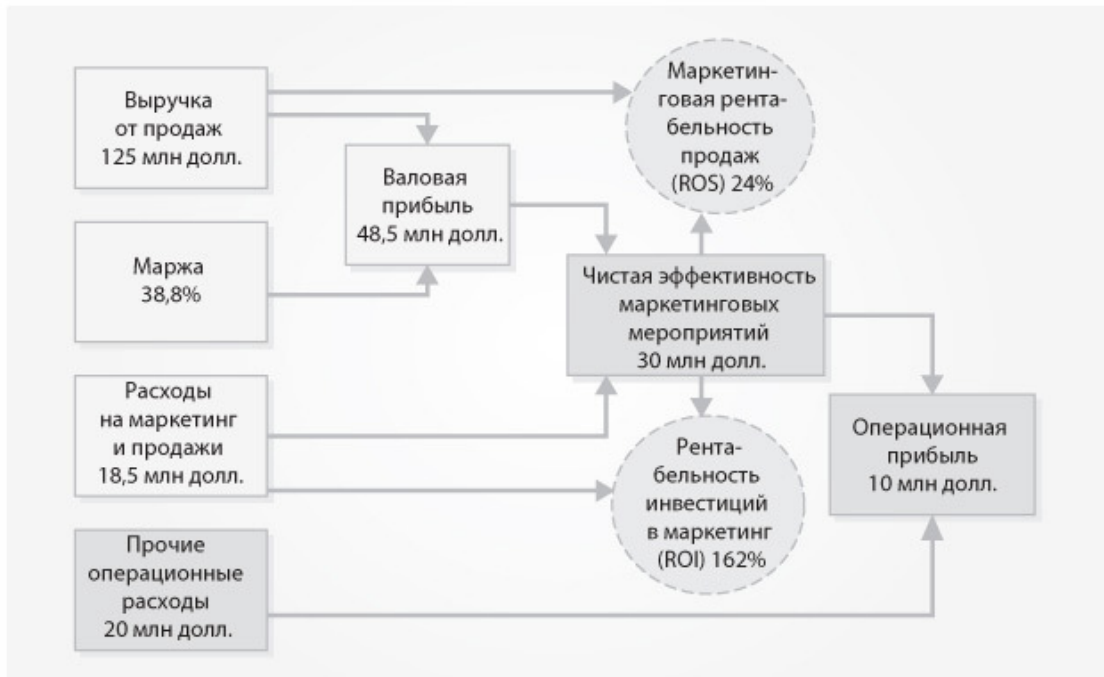 Выручка
от продаж
125 млн долл.
Маржа
38,8%
Расходы
на маркетинг
и продажи
18,5 млн долл.
Прочие
операционные
расходы
20 млн долл.
Валовая
прибыль
48,5 млн долл.
Маркетин-
говая рента-
бельность
продаж
(ROS) 24%
Чистая эффективность
маркетинговых
мероприятий
30 млн долл.
Рента-
бельность
инвестиций
в маркетинг
(ROI) 162%
Операционная
прибыль
10 млн долл.